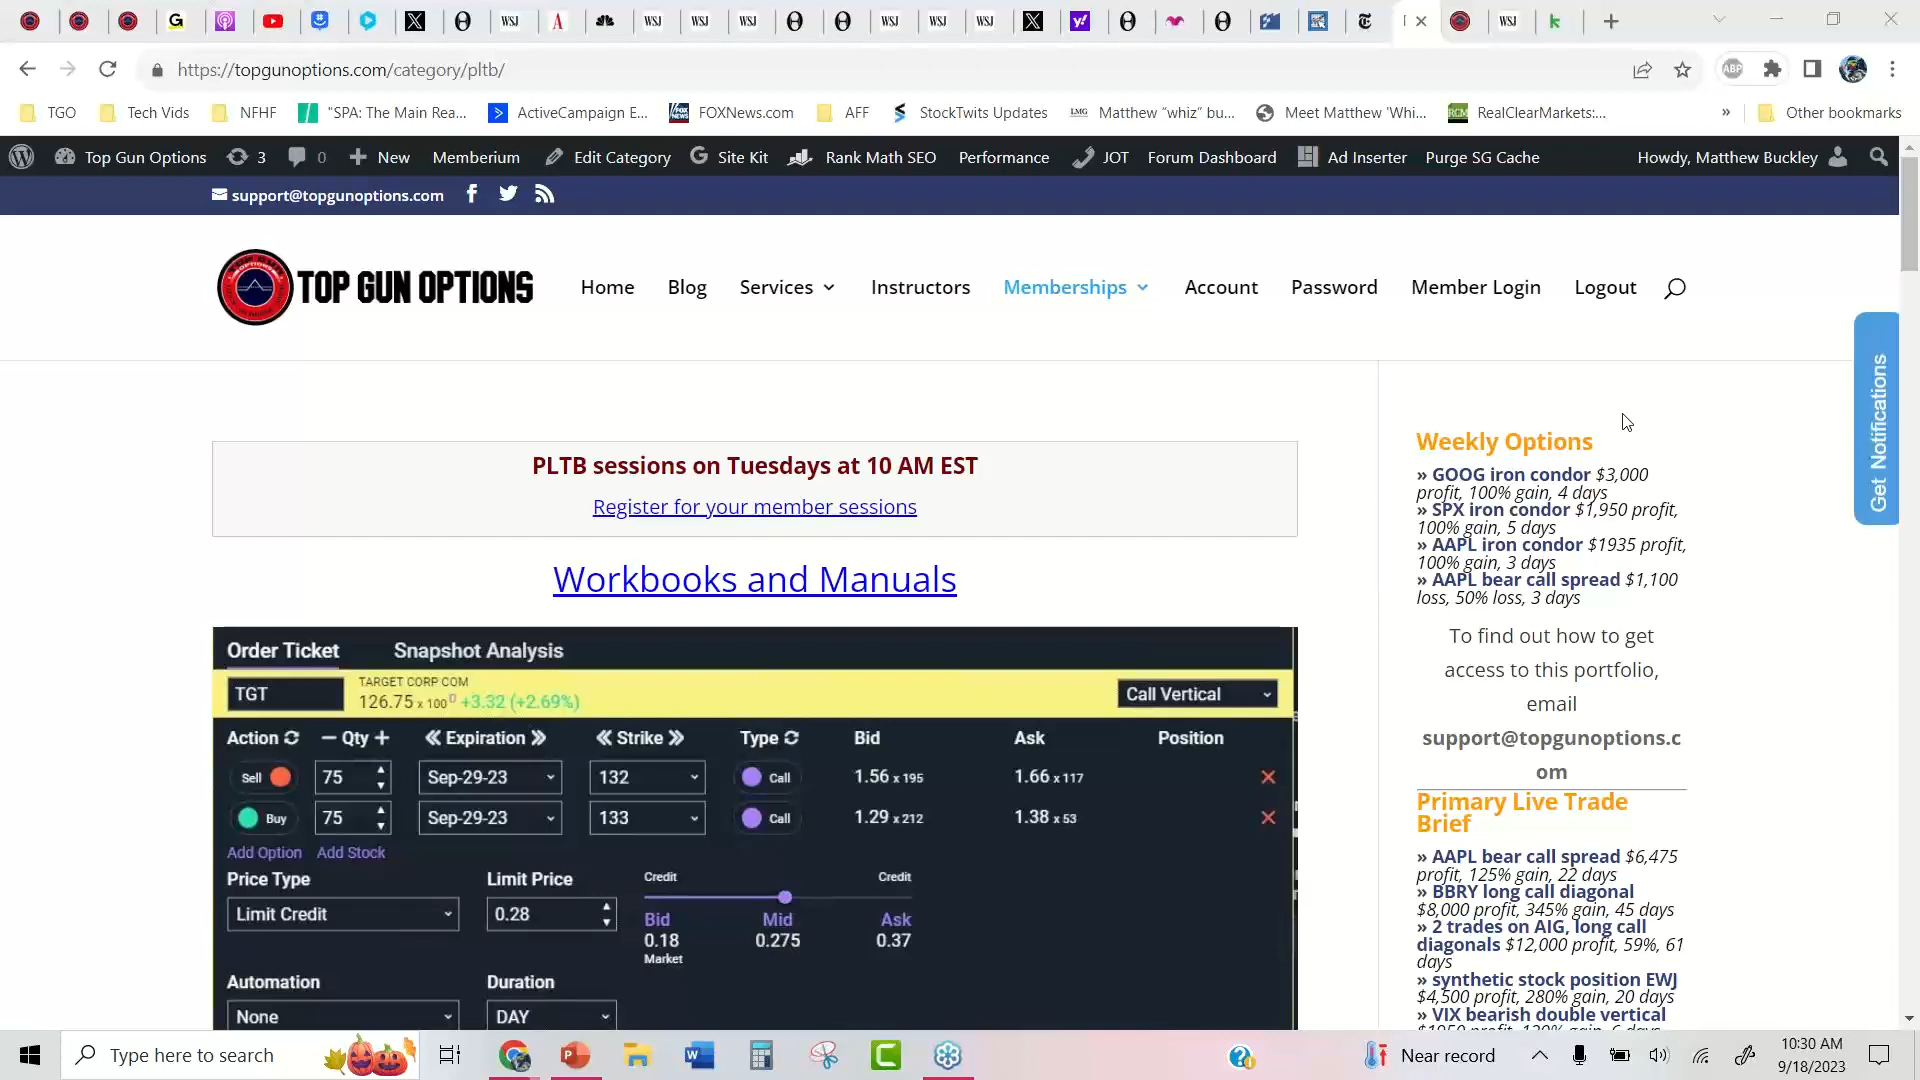 G
WSJ
A
WSJ
WSJ
WSJ
WSJ
WSJ
WSJ
y!
WSJ
k
https://topgunoptions.com/category/pltb/
ABP
TGO
Tech Vids
NFHF
"SPA: The Main Rea...
ActiveCampaign E...
FOXNews.com
AFF
StockTwits Updates
LMG
Matthew "whiz" bu...
Meet Matthew 'Whi...
RCM
RealClearMarkets:...
»
Other bookmarks
Top Gun Options
3
0
New
Memberium
Edit Category
Site Kit
Rank Math SEO
Performance
JOT
Forum Dashboard
Ad Inserter
Purge SG Cache
Howdy, Matthew Buckley
support@topgunoptions.com
TOP GUN OPTIONS
Home
Blog
Services
Instructors
Memberships
Account
Password
Member Login
Logout
Get Notifications
PLTB sessions on Tuesdays at 10 AM EST
Register for your member sessions
Workbooks and Manuals
Order Ticket
Snapshot Analysis
TGT
TARGET CORP COM
126.75 x 100 D +3.32 (+2.69%)
Call Vertical
Action
Qty
Expiration
Strike
Type
Bid
Ask
Position
Sell
75
Sep-29-23
132
Call
1.56 x 195
1.66 x 117
Buy
75
Sep-29-23
133
Call
1.29 x 212
1.38 x 53
Add Option
Add Stock
Price Type
Limit Price
Credit
Credit
Limit Credit
0.28
Bid
Mid
Ask
0.18
0.275
0.37
Market
Automation
Duration
None
DAY
Weekly Options
» GOOG iron condor $3,000
profit, 100% gain, 4 days
» SPX iron condor $1,950 profit,
100% gain, 5 days
» AAPL iron condor $1935 profit,
100% gain, 3 days
» AAPL bear call spread $1,100
loss, 50% loss, 3 days
To find out how to get
access to this portfolio,
email
support@topgunoptions.c
om
Primary Live Trade
Brief
» AAPL bear call spread $6,475
profit, 125% gain, 22 days
» BBRY long call diagonal
$8,000 profit, 345% gain, 45 days
» 2 trades on AIG, long call
diagonals $12,000 profit, 59%, 61
days
» synthetic stock position EWJ
$4,500 profit, 280% gain, 20 days
» VIX bearish double vertical
Type here to search
Near record
10:30 AM
9/18/2023